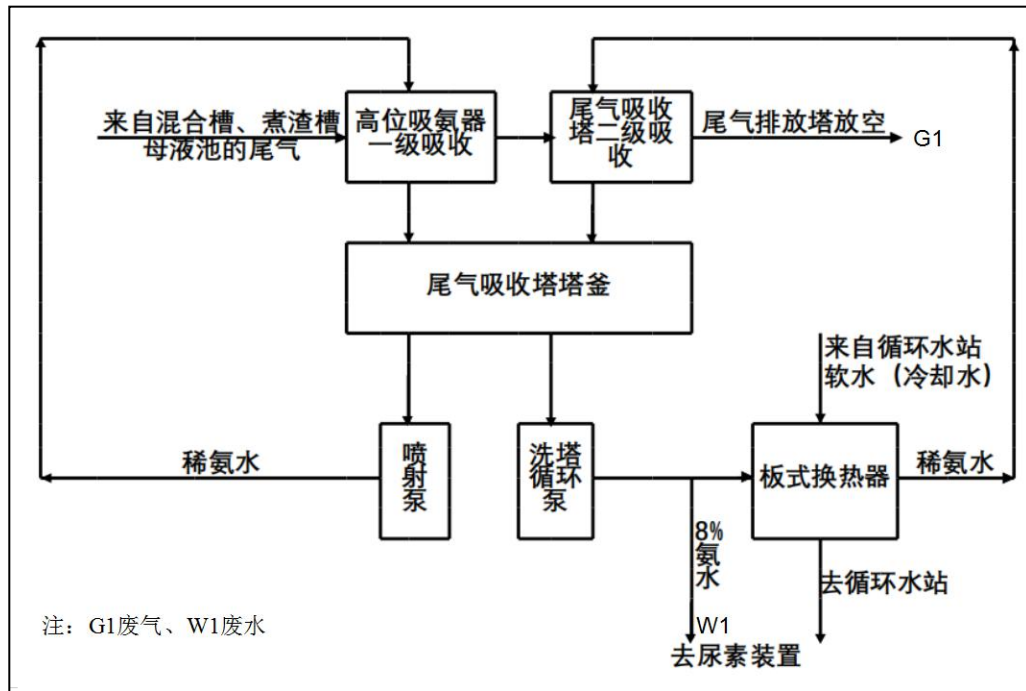 来自混合槽、煮渣槽
母液池的尾气
高位吸氨器
一级吸收
尾气吸收
塔二级吸
收
尾气排放塔放空
G1
尾气吸收塔塔釜
来自循环水站
软水（冷却水）
稀氨水
喷
射
泵
洗塔
循环
泵
8%
氨
水
板式换热器
稀氨水
W1
去尿素装置
去循环水站
注：G1废气、W1废水